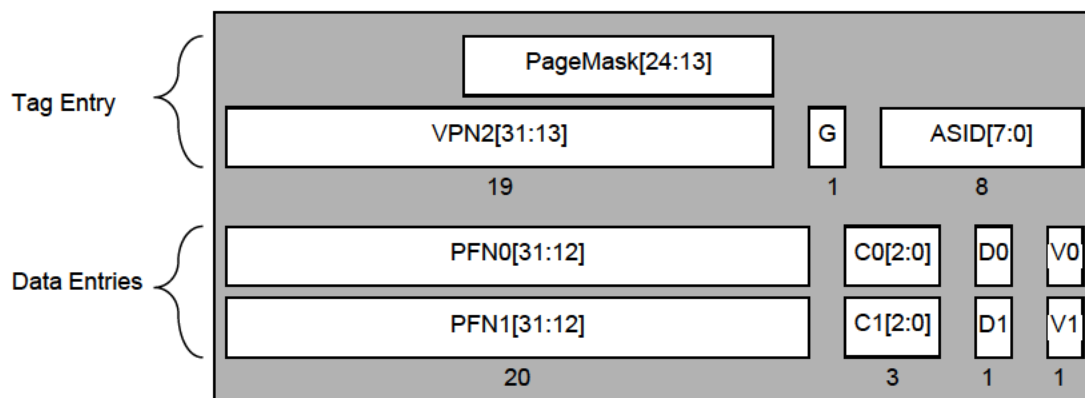 PageMask[24:13]
Tag Entry
VPN2[31:13] G ASID[7:0]
19 1 8
PFN0[31:12] C0[2:0] D0 V0
Data Entries
PFN1[31:12] C1[2:0] D1 V1
20 3 1 1